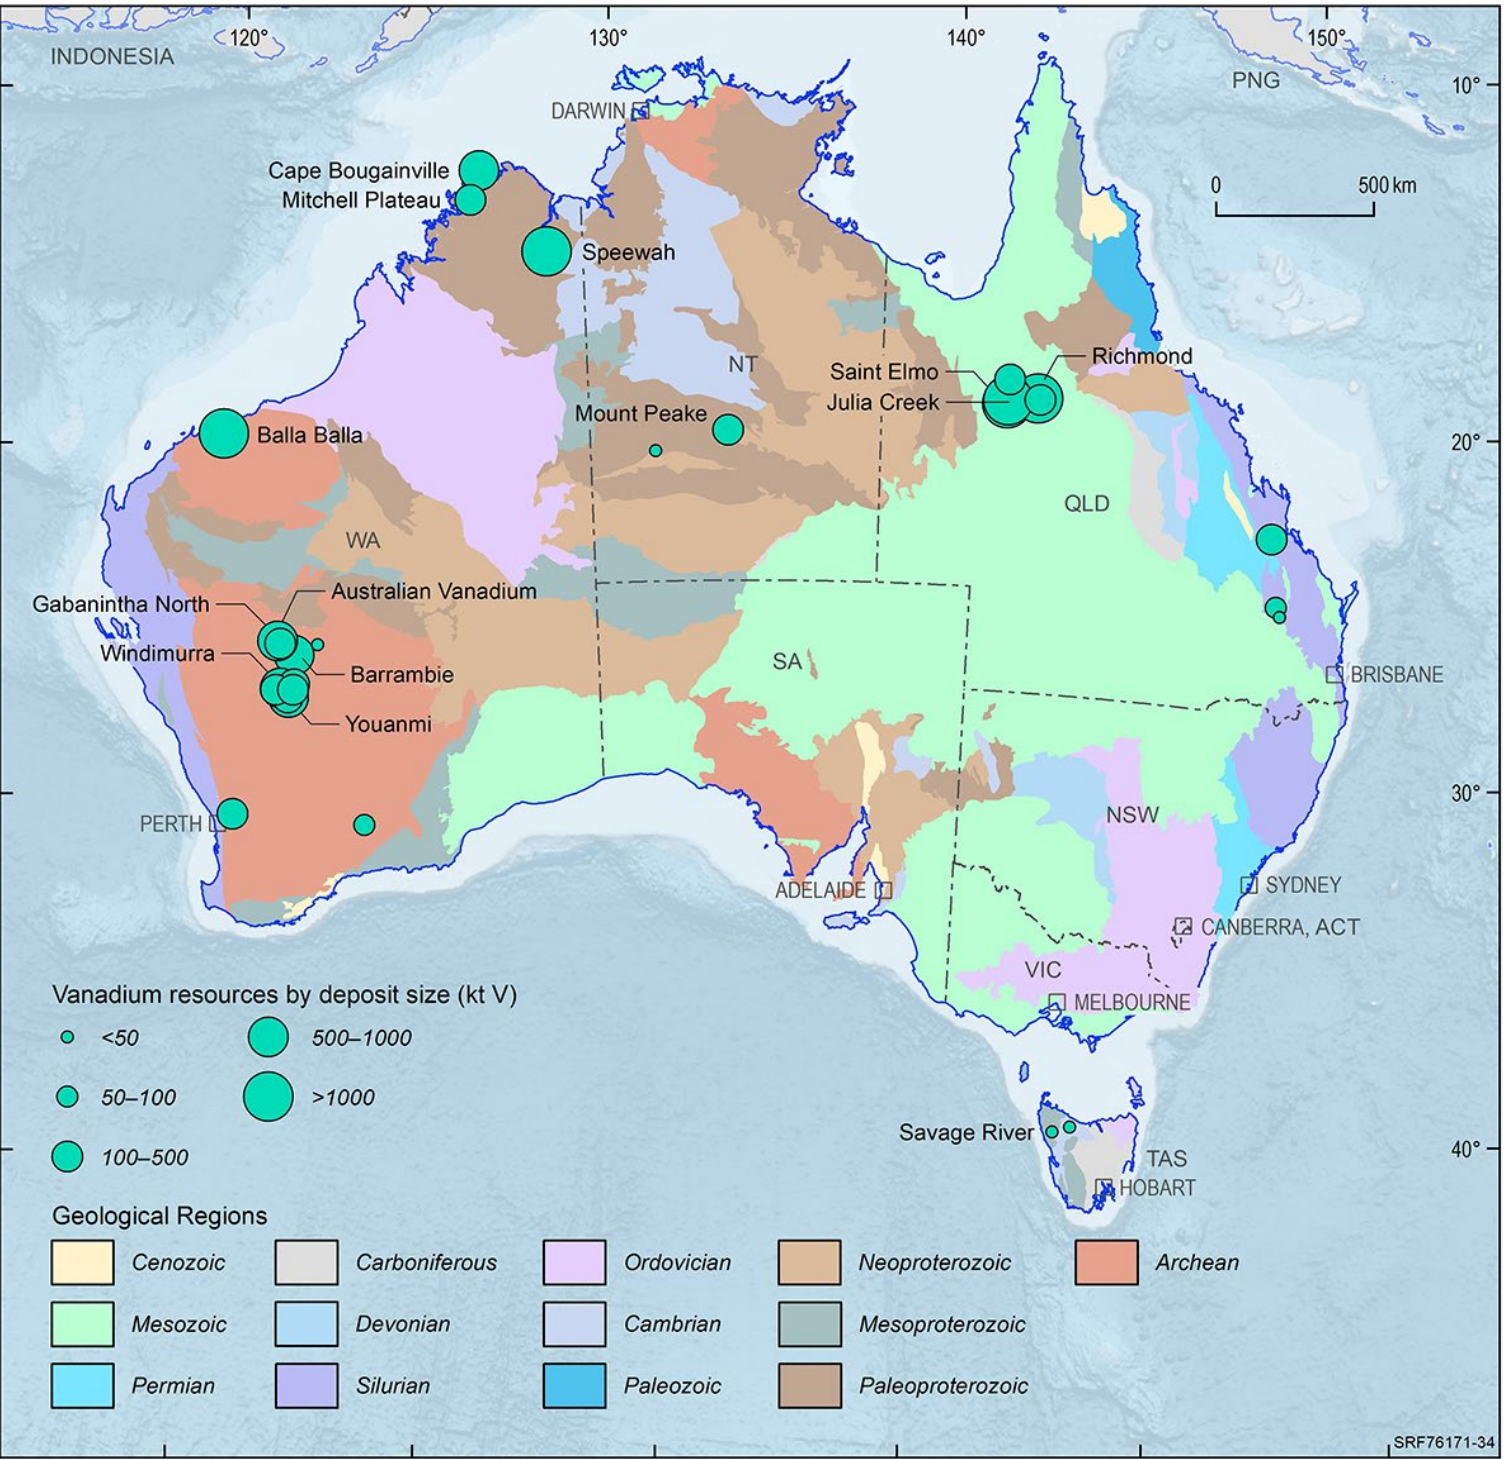 120°
130°
140°
150°
INDONESIA
PNG
10°
DARWIN
Cape Bougainville
Mitchell Plateau
0
500 km
Speewah
Richmond
NT
Saint Elmo
Julia Creek
Mount Peake
Balla Balla
20°
QLD
WA
Australian Vanadium
Gabanintha North
Windimurra
SA
Barrambie
BRISBANE
Youanmi
30°
NSW
PERTH
ADELAIDE
SYDNEY
CANBERRA, ACT
VIC
MELBOURNE
Vanadium resources by deposit size (kt V)
<50
500–1000
50–100
>1000
100–500
Savage River
40°
TAS
HOBART
Geological Regions
Cenozoic
Carboniferous
Ordovician
Neoproterozoic
Archean
Mesozoic
Devonian
Cambrian
Mesoproterozoic
Permian
Silurian
Paleozoic
Paleoproterozoic
SRF76171-34